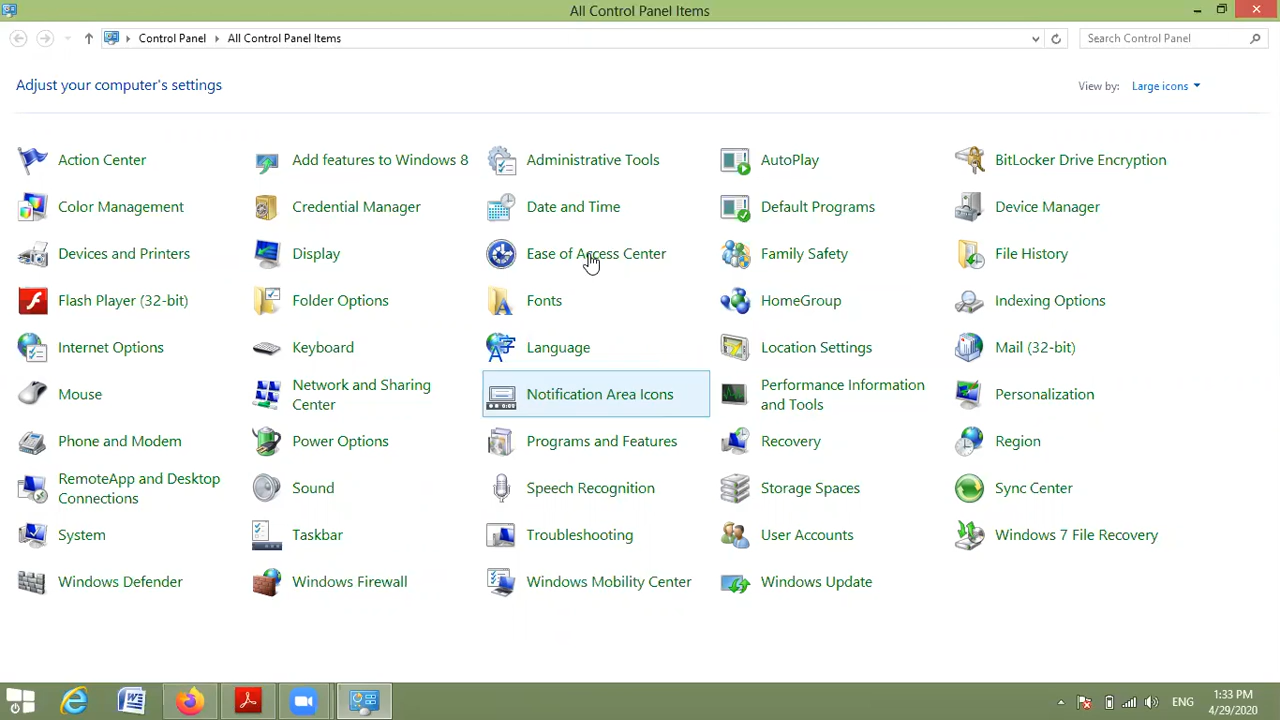 All Control Panel Items
Control Panel All Control Panel Items Search Control Panel
Adjust your computer's settings View by: Large icons
Action Center Add features to Windows 8 Administrative Tools AutoPlay BitLocker Drive Encryption
Color Management Credential Manager Date and Time Default Programs Device Manager
Devices and Printers Display Ease of Access Center Family Safety File History
Flash Player (32-bit) Folder Options Fonts HomeGroup Indexing Options
Internet Options Keyboard Language Location Settings Mail (32-bit)
Mouse Network and Sharing
Center Notification Area Icons Performance Information
and Tools Personalization
Phone and Modem Power Options Programs and Features Recovery Region
RemoteApp and Desktop
Connections Sound Speech Recognition Storage Spaces Sync Center
System Taskbar Troubleshooting User Accounts Windows 7 File Recovery
Windows Defender Windows Firewall Windows Mobility Center Windows Update
ENG 1:33 PM
4/29/2020